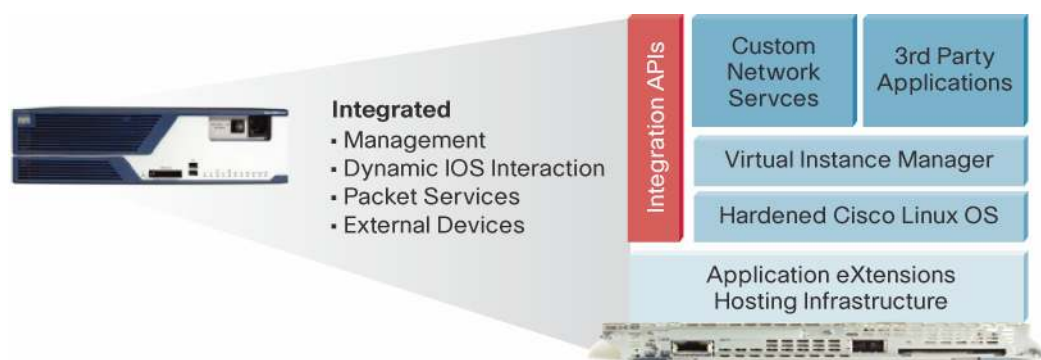 Integrated
▪ Management
▪ Dynamic IOS Interaction
▪ Packet Services
▪ External Devices
Integration APIs
Custom
Network
Servces
3rd Party
Applications
Virtual Instance Manager
Hardened Cisco Linux OS
Application eXtensions
Hosting Infrastructure